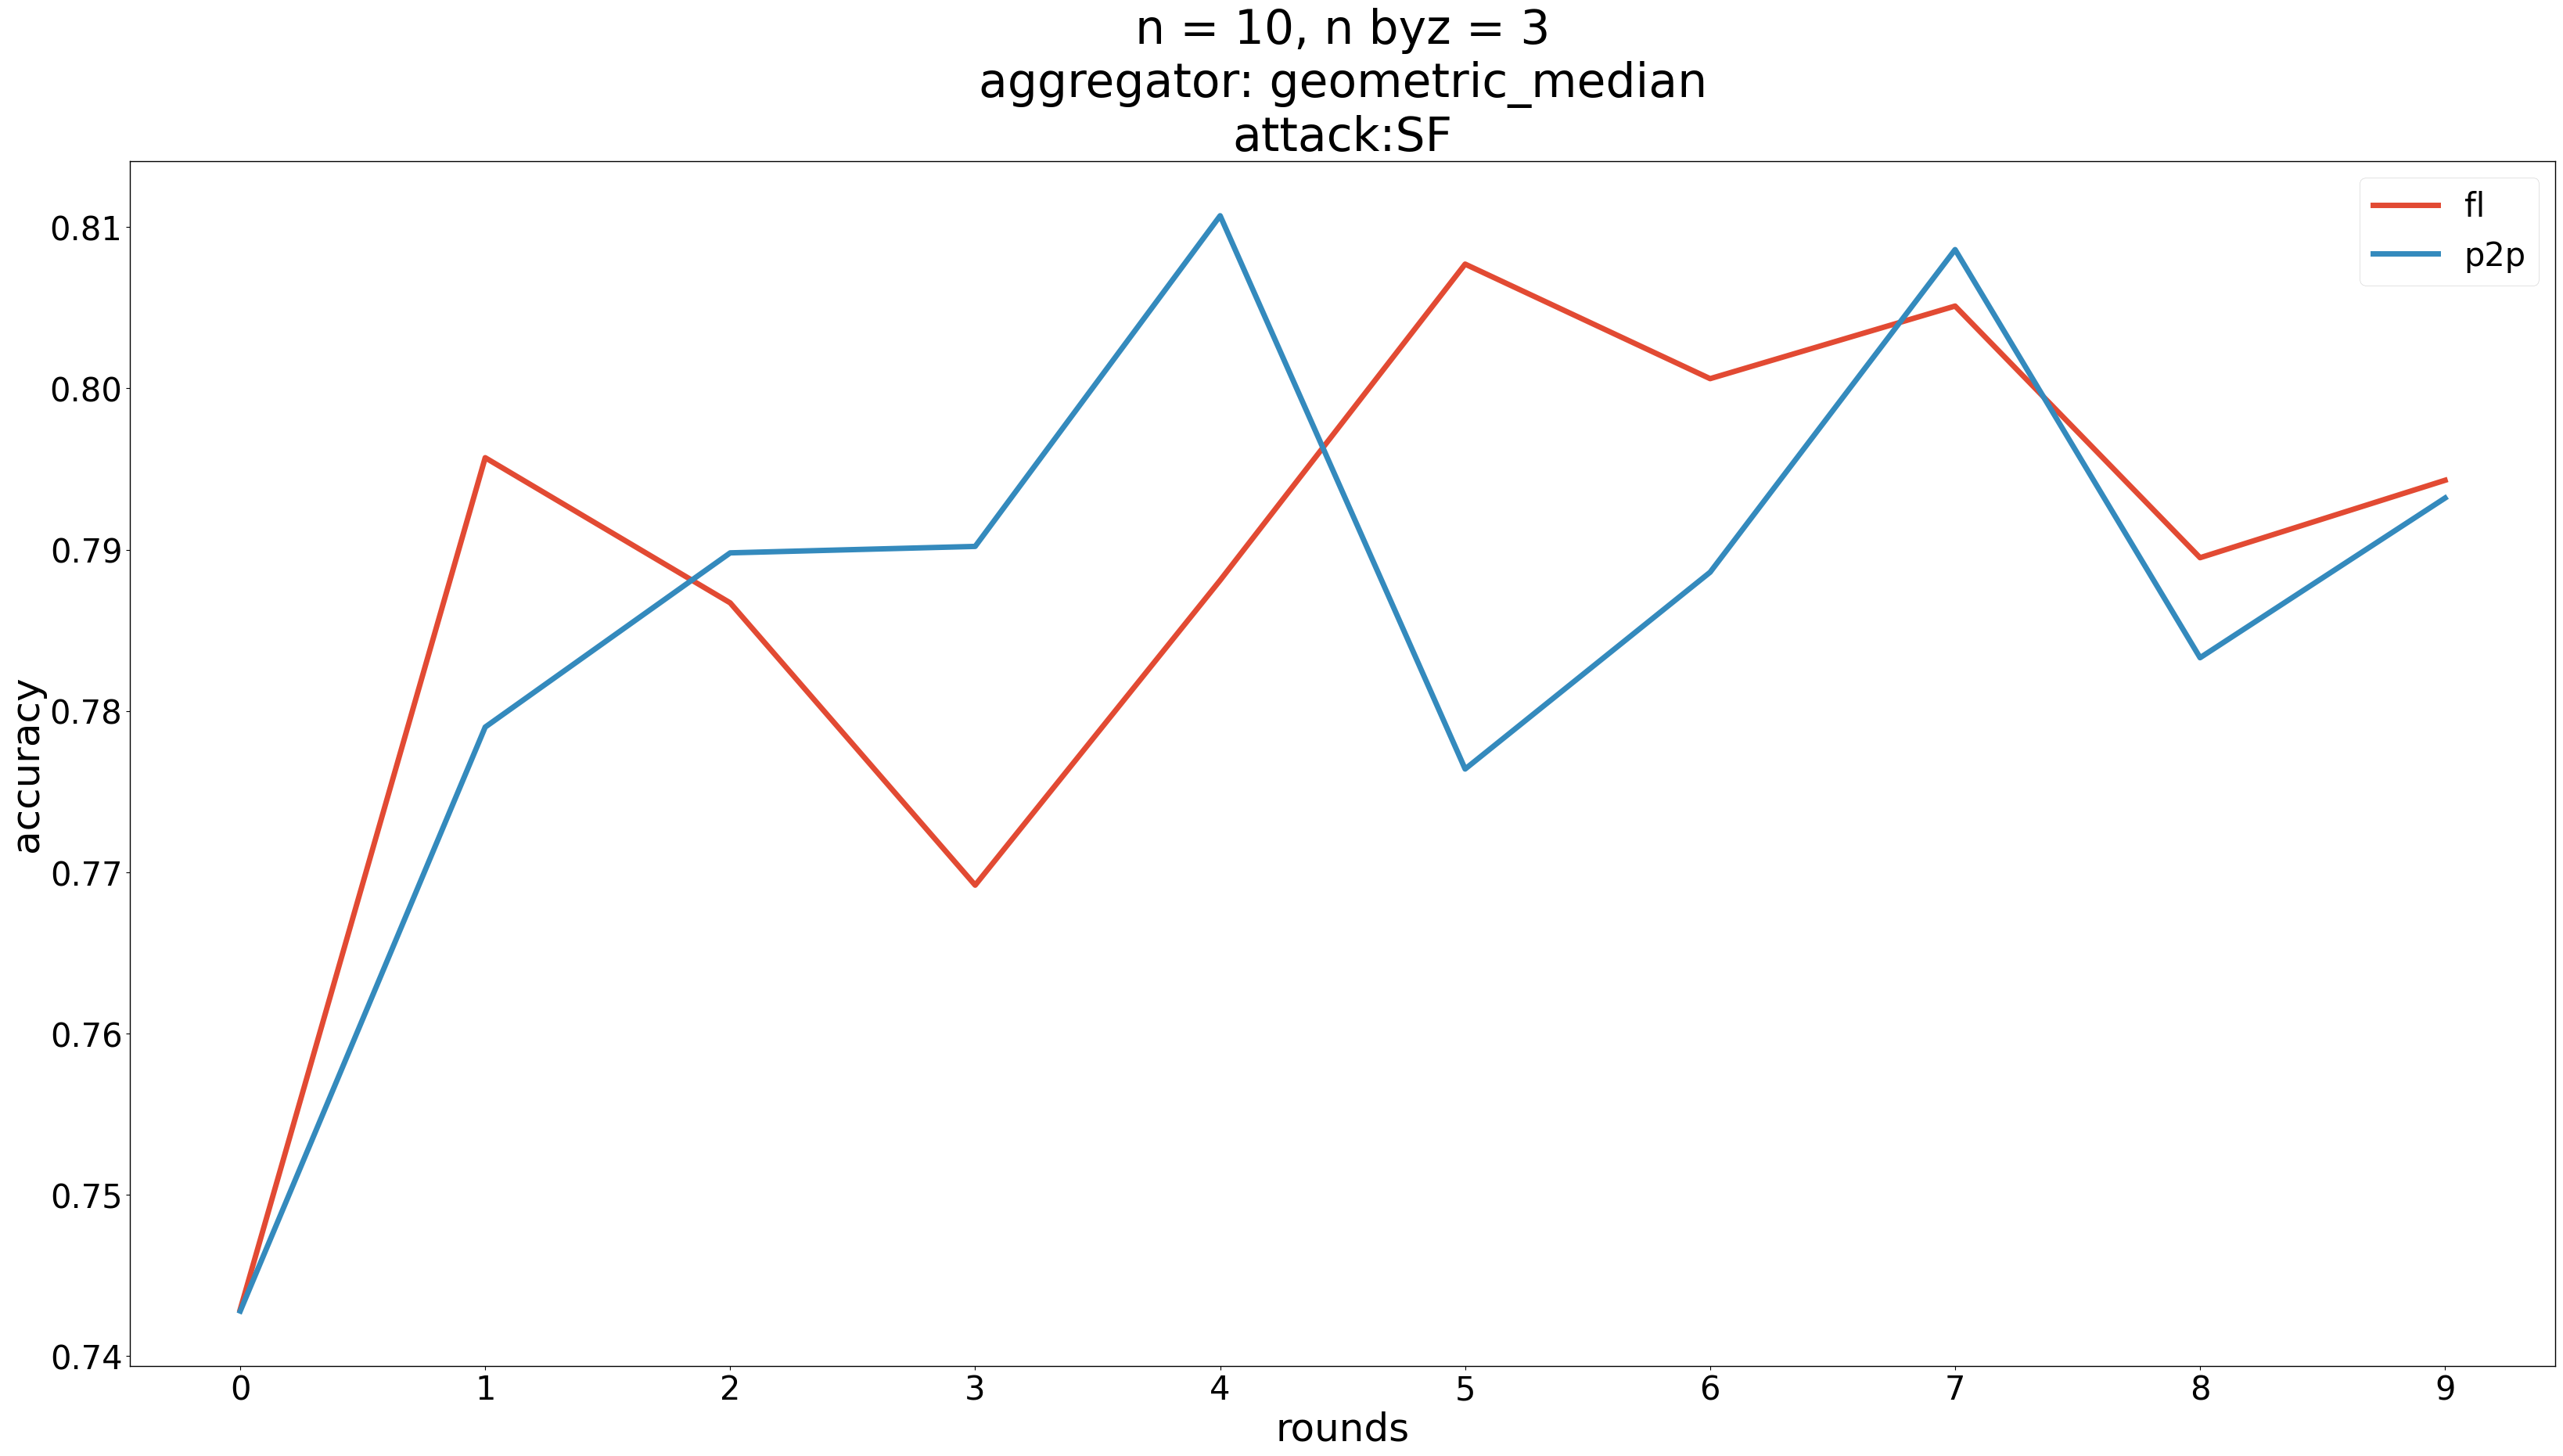 n = 10, n byz = 3
aggregator: geometric_median
attack:SF
fl
p2p
accuracy
0.81
0.80
0.79
0.78
0.77
0.76
0.75
0.74
0 1 2 3 4 5 6 7 8 9
rounds